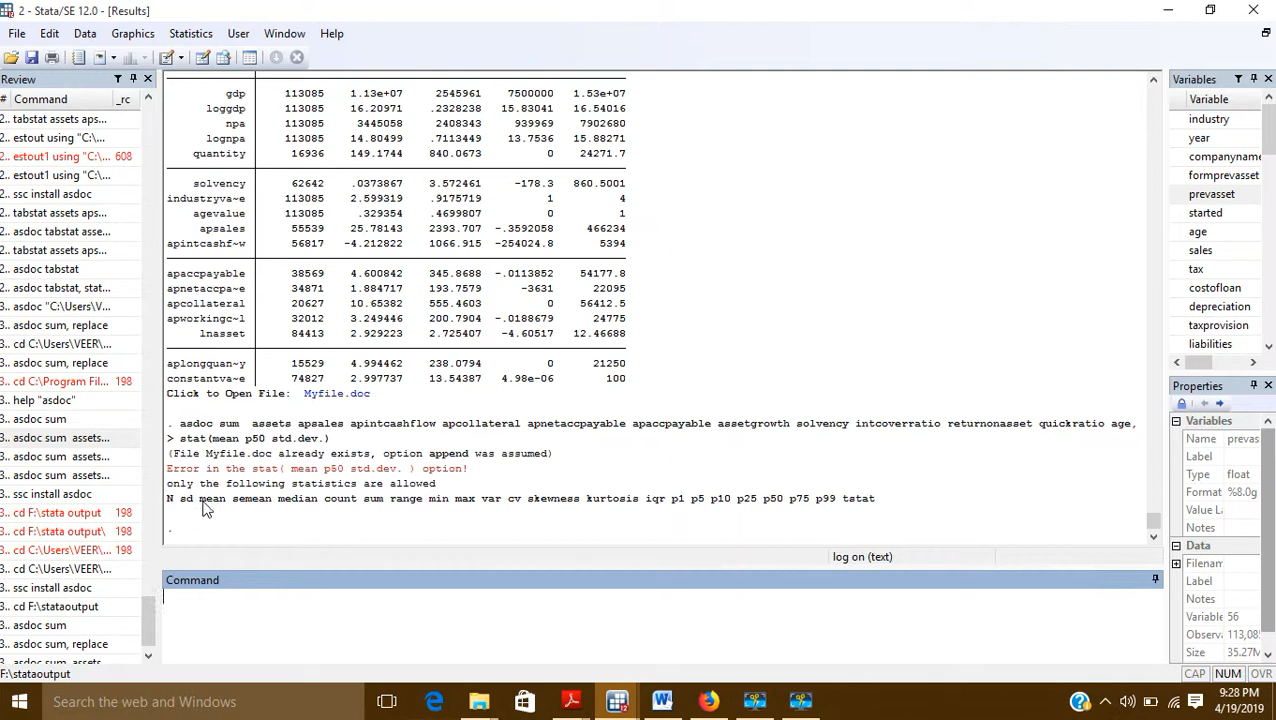 2 - Stata/SE 12.0 - [Results]
File Edit Data Graphics Statistics User Window Help
Review
# Command _rc
2.. tabstat assets aps...
2.. estout using "C:\...
2.. estout1 using "C:\... 608
2.. estout1 using "C:\...
2.. ssc install asdoc
2.. tabstat assets aps...
2.. asdoc tabstat asse...
2.. tabstat assets aps...
2.. asdoc tabstat
2.. asdoc tabstat, stat...
3.. asdoc "C:\Users\V...
3.. asdoc sum, replace
3.. cd C:\Users\VEER...
3.. asdoc sum, replace
3.. cd C:\Program Fil... 198
3.. help "asdoc"
3.. asdoc sum
3.. asdoc sum assets...
3.. asdoc sum assets...
3.. asdoc sum assets...
3.. ssc install asdoc
3.. cd F:\stata output 198
3.. cd F:\stata output\ 198
3.. cd C:\Users\VEER... 198
3.. cd C:\Users\VEER...
3.. ssc install asdoc
3.. cd F:\stataoutput
3.. asdoc sum
3.. asdoc sum, replace
3.. asdoc sum assets
gdp 113085 1.13e+07 2545961 7500000 1.53e+07
loggdp 113085 16.20971 .2328238 15.83041 16.54016
npa 113085 3445058 2408343 939969 7902680
lognpa 113085 14.80499 .7113449 13.7536 15.88271
quantity 16936 149.1744 840.0673 0 24271.7
solvency 62642 .0373867 3.572461 -178.3 860.5001
industryva~e 113085 2.599319 .9175719 1 4
agevalue 113085 .329354 .4699807 0 1
apsales 55539 25.78143 2393.707 -.3592058 466234
apintcashf~w 56817 -4.212822 1066.915 -254024.8 5394
apaccpayable 38569 4.600842 345.8688 -.0113852 54177.8
apnetaccpa~e 34871 1.884717 193.7579 -3631 22095
apcollateral 20627 10.65382 555.4603 0 56412.5
apworkingc~l 32012 3.249446 200.7904 -.0188679 24775
lnasset 84413 2.929223 2.725407 -4.60517 12.46688
aplongquan~y 15529 4.994462 238.0794 0 21250
constantva~e 74827 2.997737 13.54387 4.98e-06 100
Click to Open File: Myfile.doc
. asdoc sum assets apsales apintcashflow apcollateral apnetaccpayable apaccpayable assetgrowth solvency intcoverratio returnonasset quickratio age,
> stat(mean p50 std.dev.)
(File Myfile.doc already exists, option append was assumed)
Error in the stat( mean p50 std.dev. ) option!
only the following statistics are allowed
N sd mean semean median count sum range min max var cv skewness kurtosis iqr p1 p5 p10 p25 p50 p75 p99 tstat
.
log on (text)
Command
Variables
Variable
industry
year
companyname
formprevasset
prevasset
started
age
sales
tax
costofloan
depreciation
taxprovision
liabilities
Properties
Variables
Name prevas
Label
Type float
Format %8.0g
Value La
Notes
Data
Filenam
Label
Notes
Variable 56
Observa 113,08
Size 35.27M
F:\stataoutput
CAP NUM OVR
Search the web and Windows
9:28 PM
4/19/2019